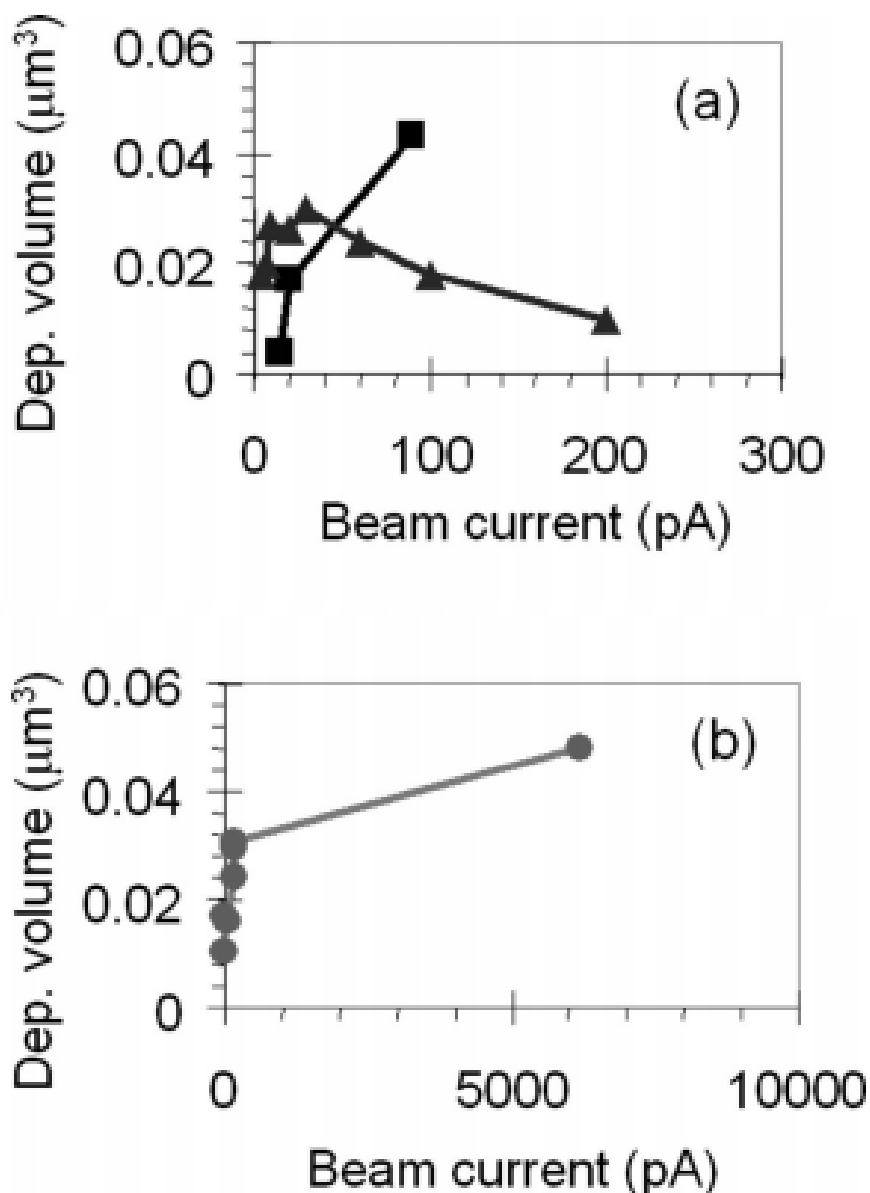 0.06
(a)
0.04
0.02
0
Dep. volume (μm³)
0 100 200 300
Beam current (pA)
0.06
(b)
0.04
0.02
0
Dep. volume (μm³)
0 5000 10000
Beam current (pA)